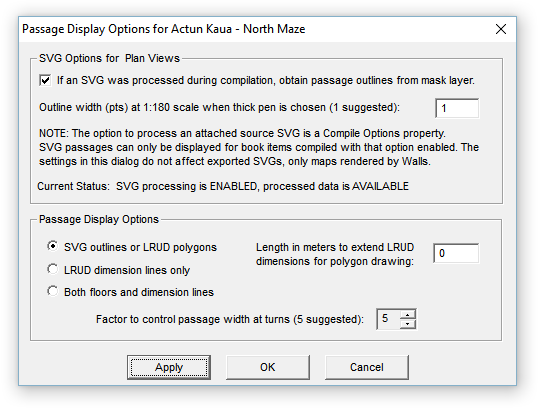 Passage Display Options for Actun Kaua - North Maze
SVG Options for Plan Views
If an SVG was processed during compilation, obtain passage outlines from mask layer.
Outline width (pts) at 1:180 scale when thick pen is chosen (1 suggested): 1
NOTE: The option to process an attached source SVG is a Compile Options property.
SVG passages can only be displayed for book items compiled with that option enabled. The
settings in this dialog do not affect exported SVGs, only maps rendered by Walls.
Current Status: SVG processing is ENABLED, processed data is AVAILABLE
Passage Display Options
SVG outlines or LRUD polygons
LRUD dimension lines only
Both floors and dimension lines
Length in meters to extend LRUD
dimensions for polygon drawing: 0
Factor to control passage width at turns (5 suggested): 5
Apply OK Cancel